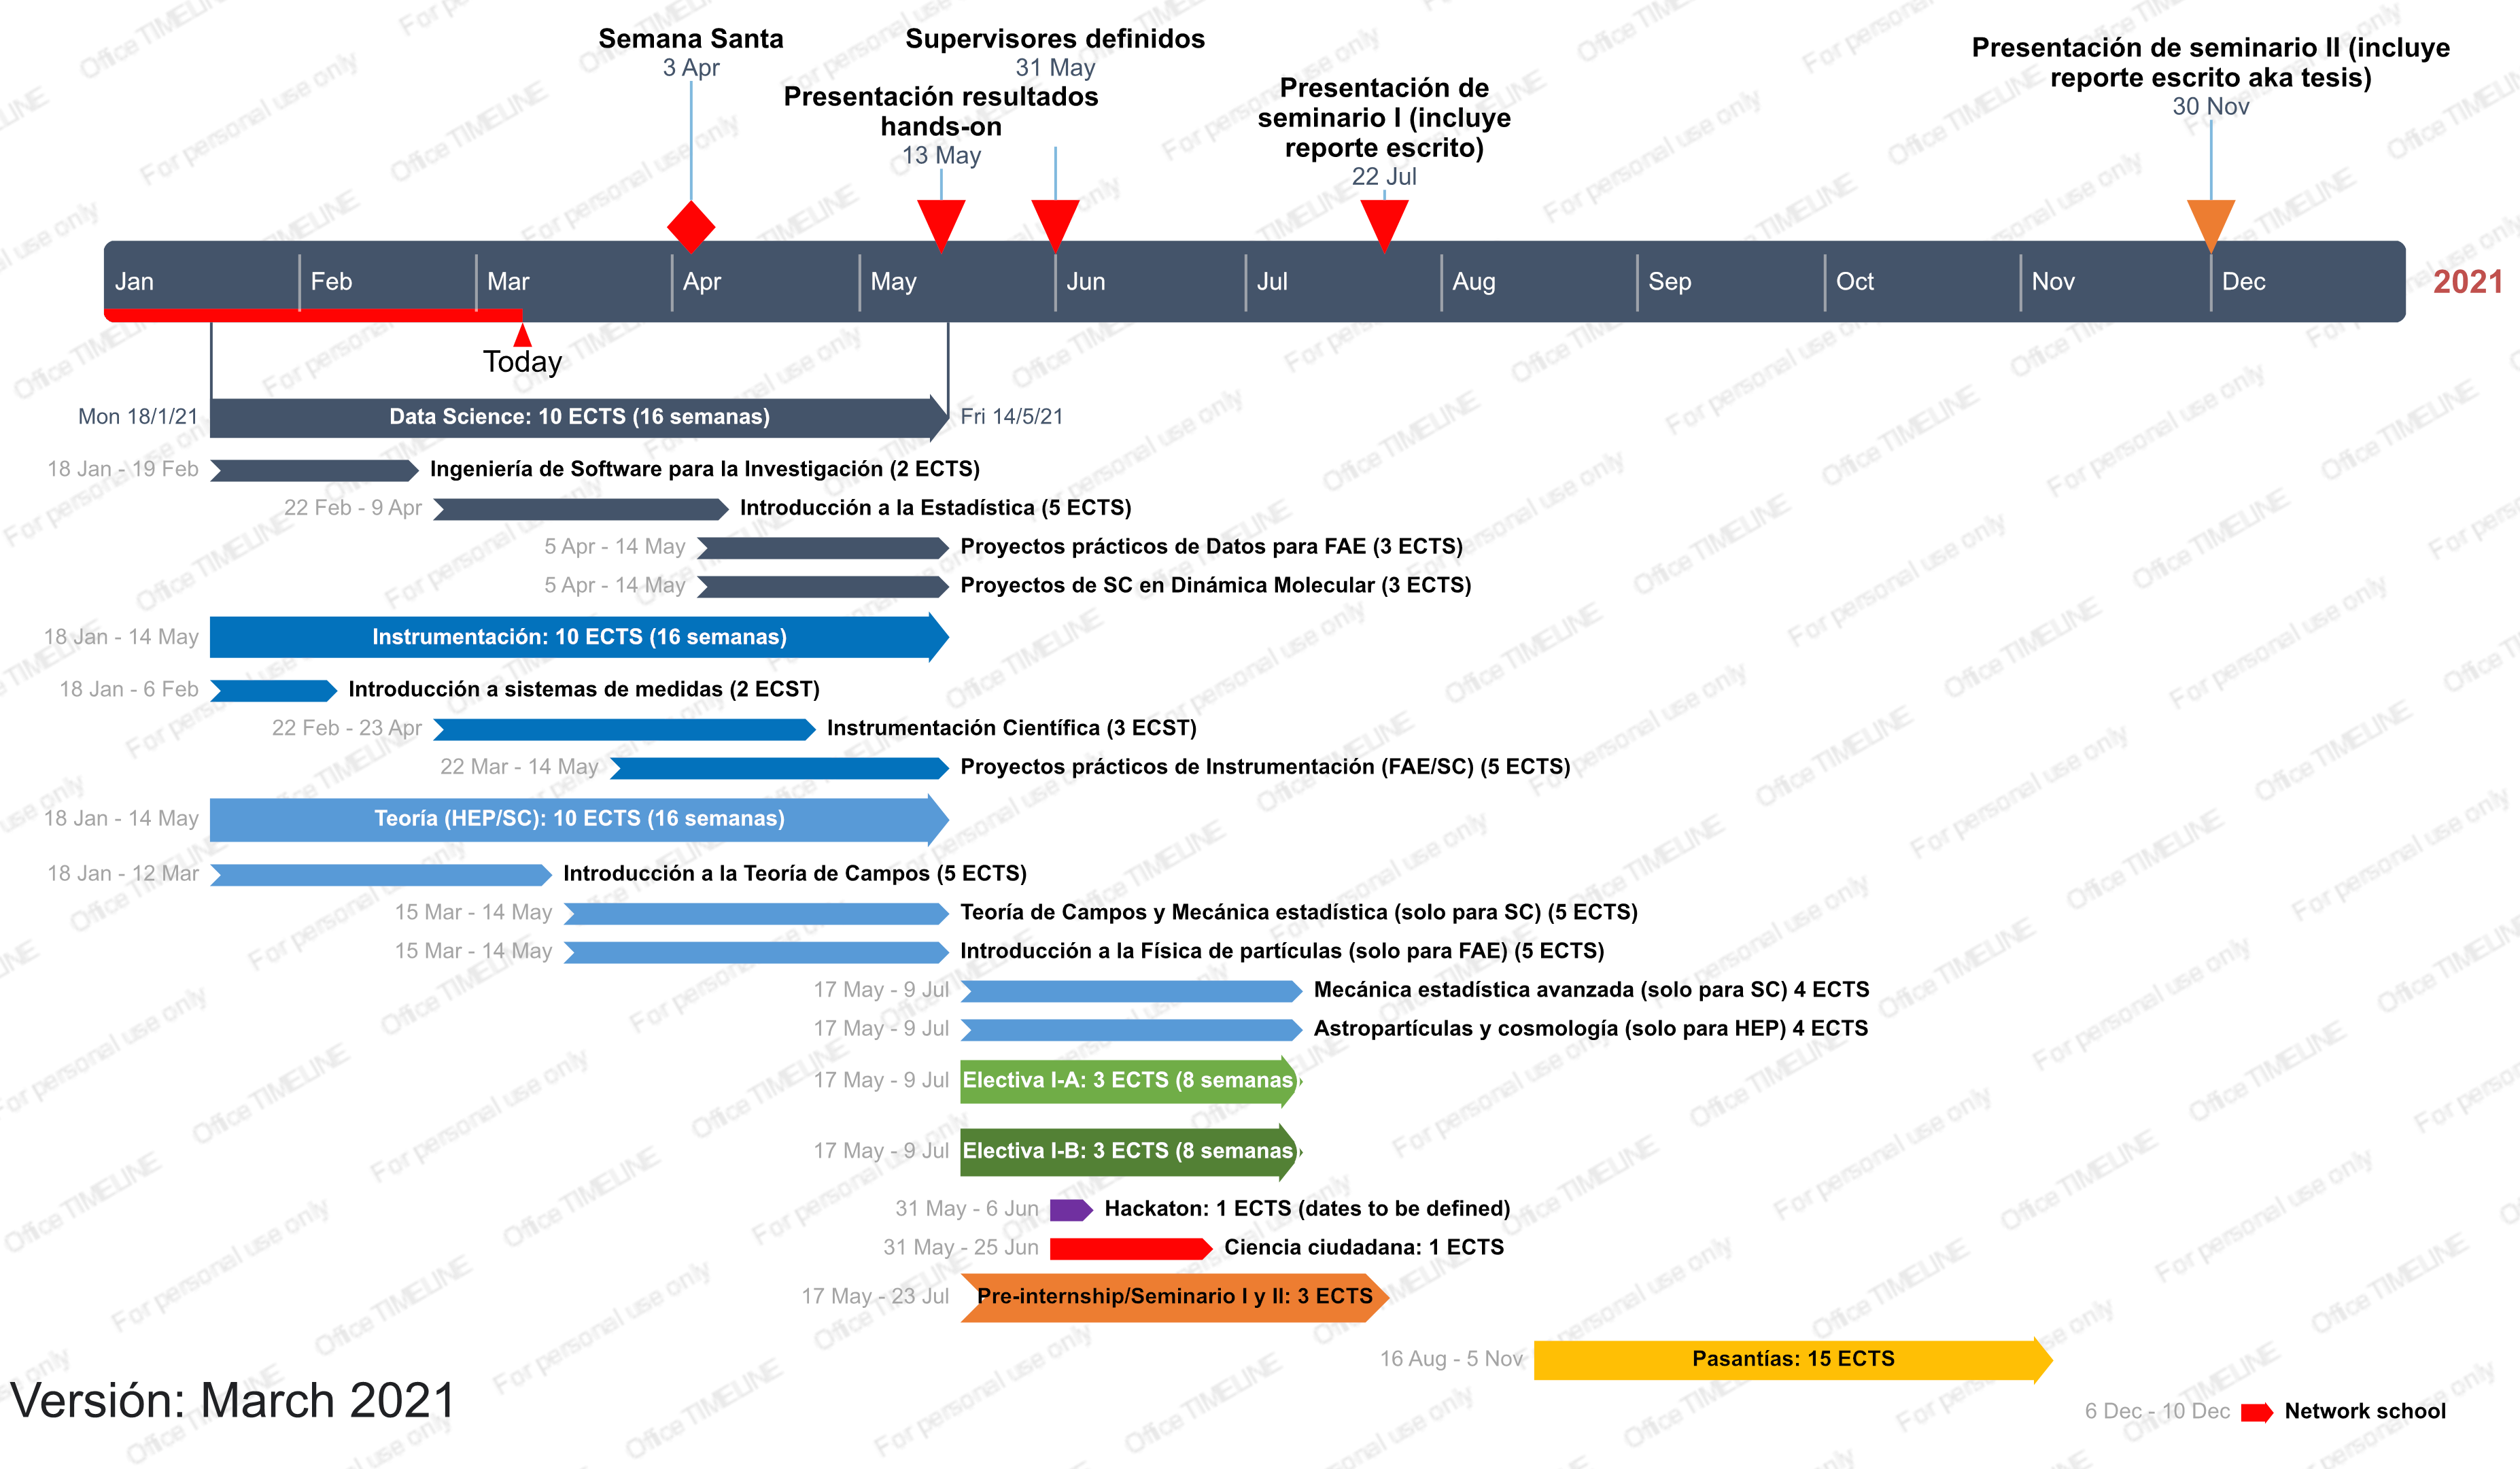 Semana Santa
3 Apr
Supervisores definidos
31 May
Presentación resultados
hands-on
13 May
Presentación de
seminario I (incluye
reporte escrito)
22 Jul
Presentación de seminario II (incluye
reporte escrito aka tesis)
30 Nov
Jan Feb Mar Apr May Jun Jul Aug Sep Oct Nov Dec 2021
Today
Mon 18/1/21 Data Science: 10 ECTS (16 semanas) Fri 14/5/21
18 Jan - 19 Feb Ingeniería de Software para la Investigación (2 ECTS)
22 Feb - 9 Apr Introducción a la Estadística (5 ECTS)
5 Apr - 14 May Proyectos prácticos de Datos para FAE (3 ECTS)
5 Apr - 14 May Proyectos de SC en Dinámica Molecular (3 ECTS)
18 Jan - 14 May Instrumentación: 10 ECTS (16 semanas)
18 Jan - 6 Feb Introducción a sistemas de medidas (2 ECST)
22 Feb - 23 Apr Instrumentación Científica (3 ECST)
22 Mar - 14 May Proyectos prácticos de Instrumentación (FAE/SC) (5 ECTS)
18 Jan - 14 May Teoría (HEP/SC): 10 ECTS (16 semanas)
18 Jan - 12 Mar Introducción a la Teoría de Campos (5 ECTS)
15 Mar - 14 May Teoría de Campos y Mecánica estadística (solo para SC) (5 ECTS)
15 Mar - 14 May Introducción a la Física de partículas (solo para FAE) (5 ECTS)
17 May - 9 Jul Mecánica estadística avanzada (solo para SC) 4 ECTS
17 May - 9 Jul Astropartículas y cosmología (solo para HEP) 4 ECTS
17 May - 9 Jul Electiva I-A: 3 ECTS (8 semanas)
17 May - 9 Jul Electiva I-B: 3 ECTS (8 semanas)
31 May - 6 Jun Hackaton: 1 ECTS (dates to be defined)
31 May - 25 Jun Ciencia ciudadana: 1 ECTS
17 May - 23 Jul Pre-internship/Seminario I y II: 3 ECTS
16 Aug - 5 Nov Pasantías: 15 ECTS
Versión: March 2021
6 Dec - 10 Dec Network school
Office TIMELINE For personal use only